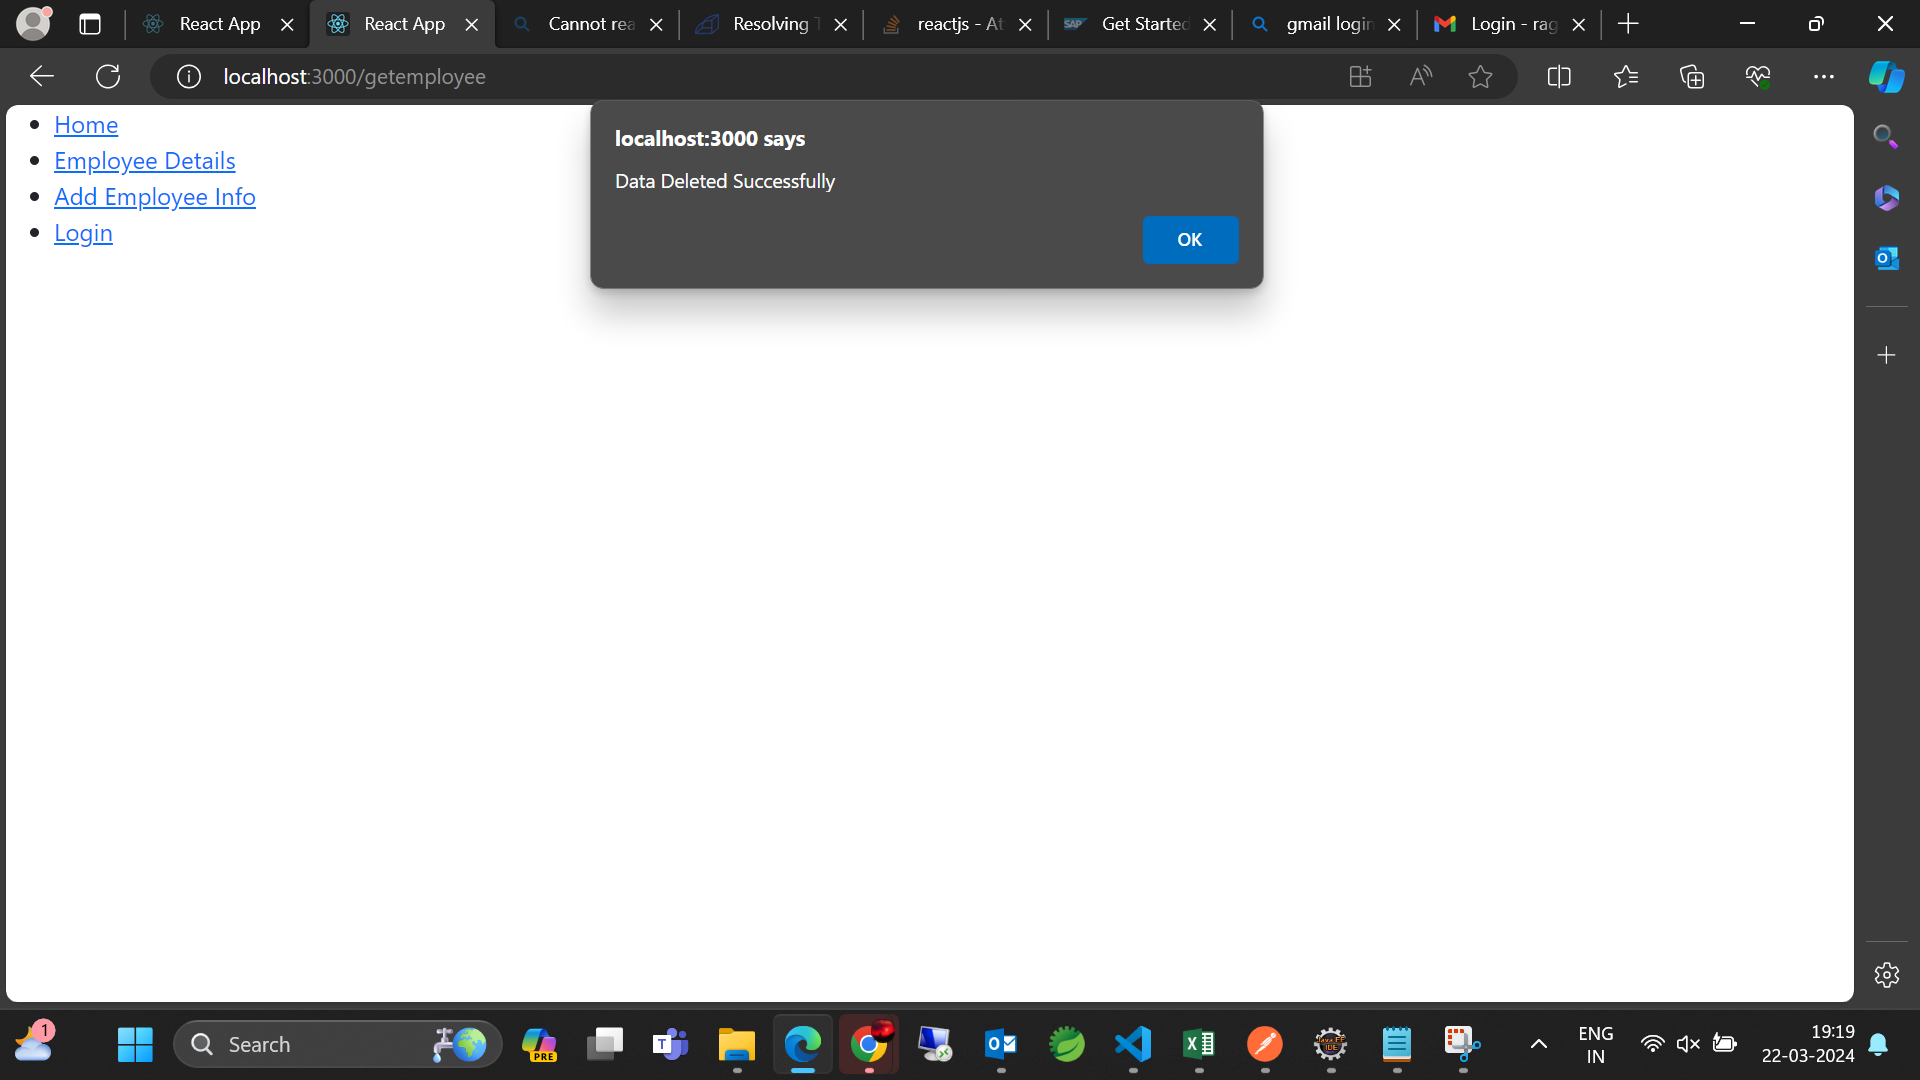 React App
React App
Cannot rea
Resolving
reactjs - At
Get Started
gmail login
Login - rag
localhost:3000/getemployee
Home
Employee Details
Add Employee Info
Login
localhost:3000 says
Data Deleted Successfully
OK
1
Search
PRE
ENG
IN
19:19
22-03-2024